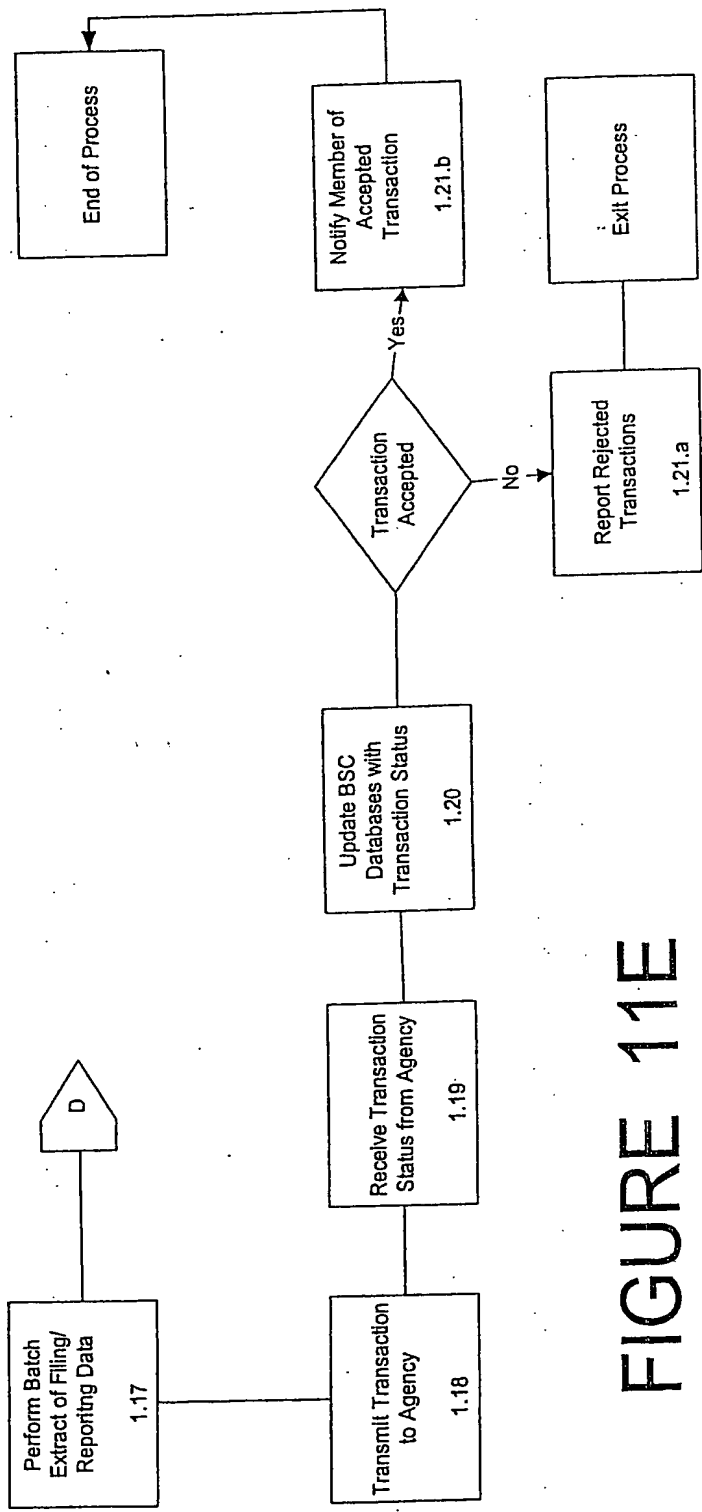 Perform Batch
Extract of Filing/
Reporitng Data
1.17
D
Transmit Transaction
to Agency
1.18
Receive Transaction
Status from Agency
1.19
Update BSC
Databases with
Transaction Status
1.20
Transaction
Accepted
Yes
No
Notify Member of
Accepted
Transaction
1.21.b
End of Process
Report Rejected
Transactions
1.21.a
Exit Process
FIGURE 11E